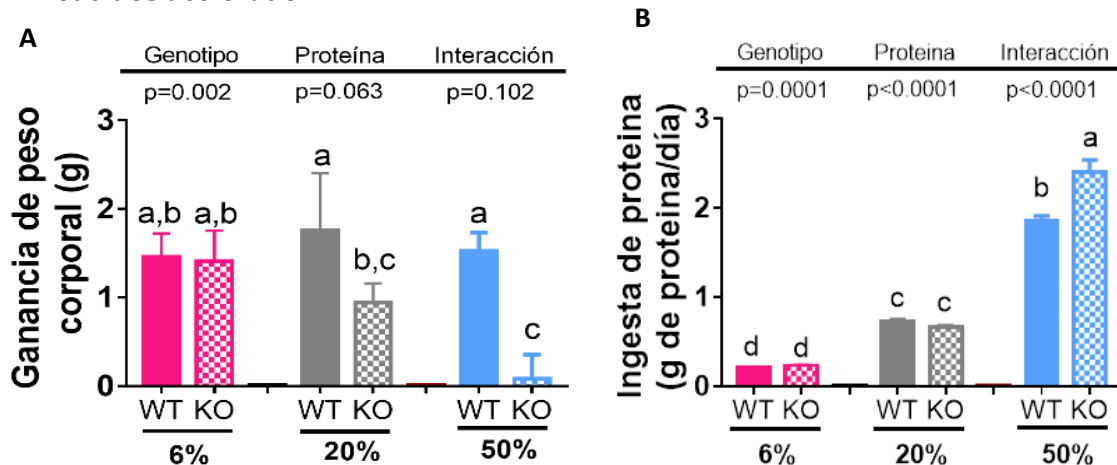 A
Genotipo Proteína Interacción
p=0.002 p=0.063 p=0.102
Ganancia de peso
corporal (g)
3
2
1
0
a,b a,b a b,c a c
WT KO WT KO WT KO
6% 20% 50%
B
Genotipo Proteina Interacción
p=0.0001 p<0.0001 p<0.0001
Ingesta de proteina
(g de proteina/día)
3
2
1
0
d d c c b a
WT KO WT KO WT KO
6% 20% 50%